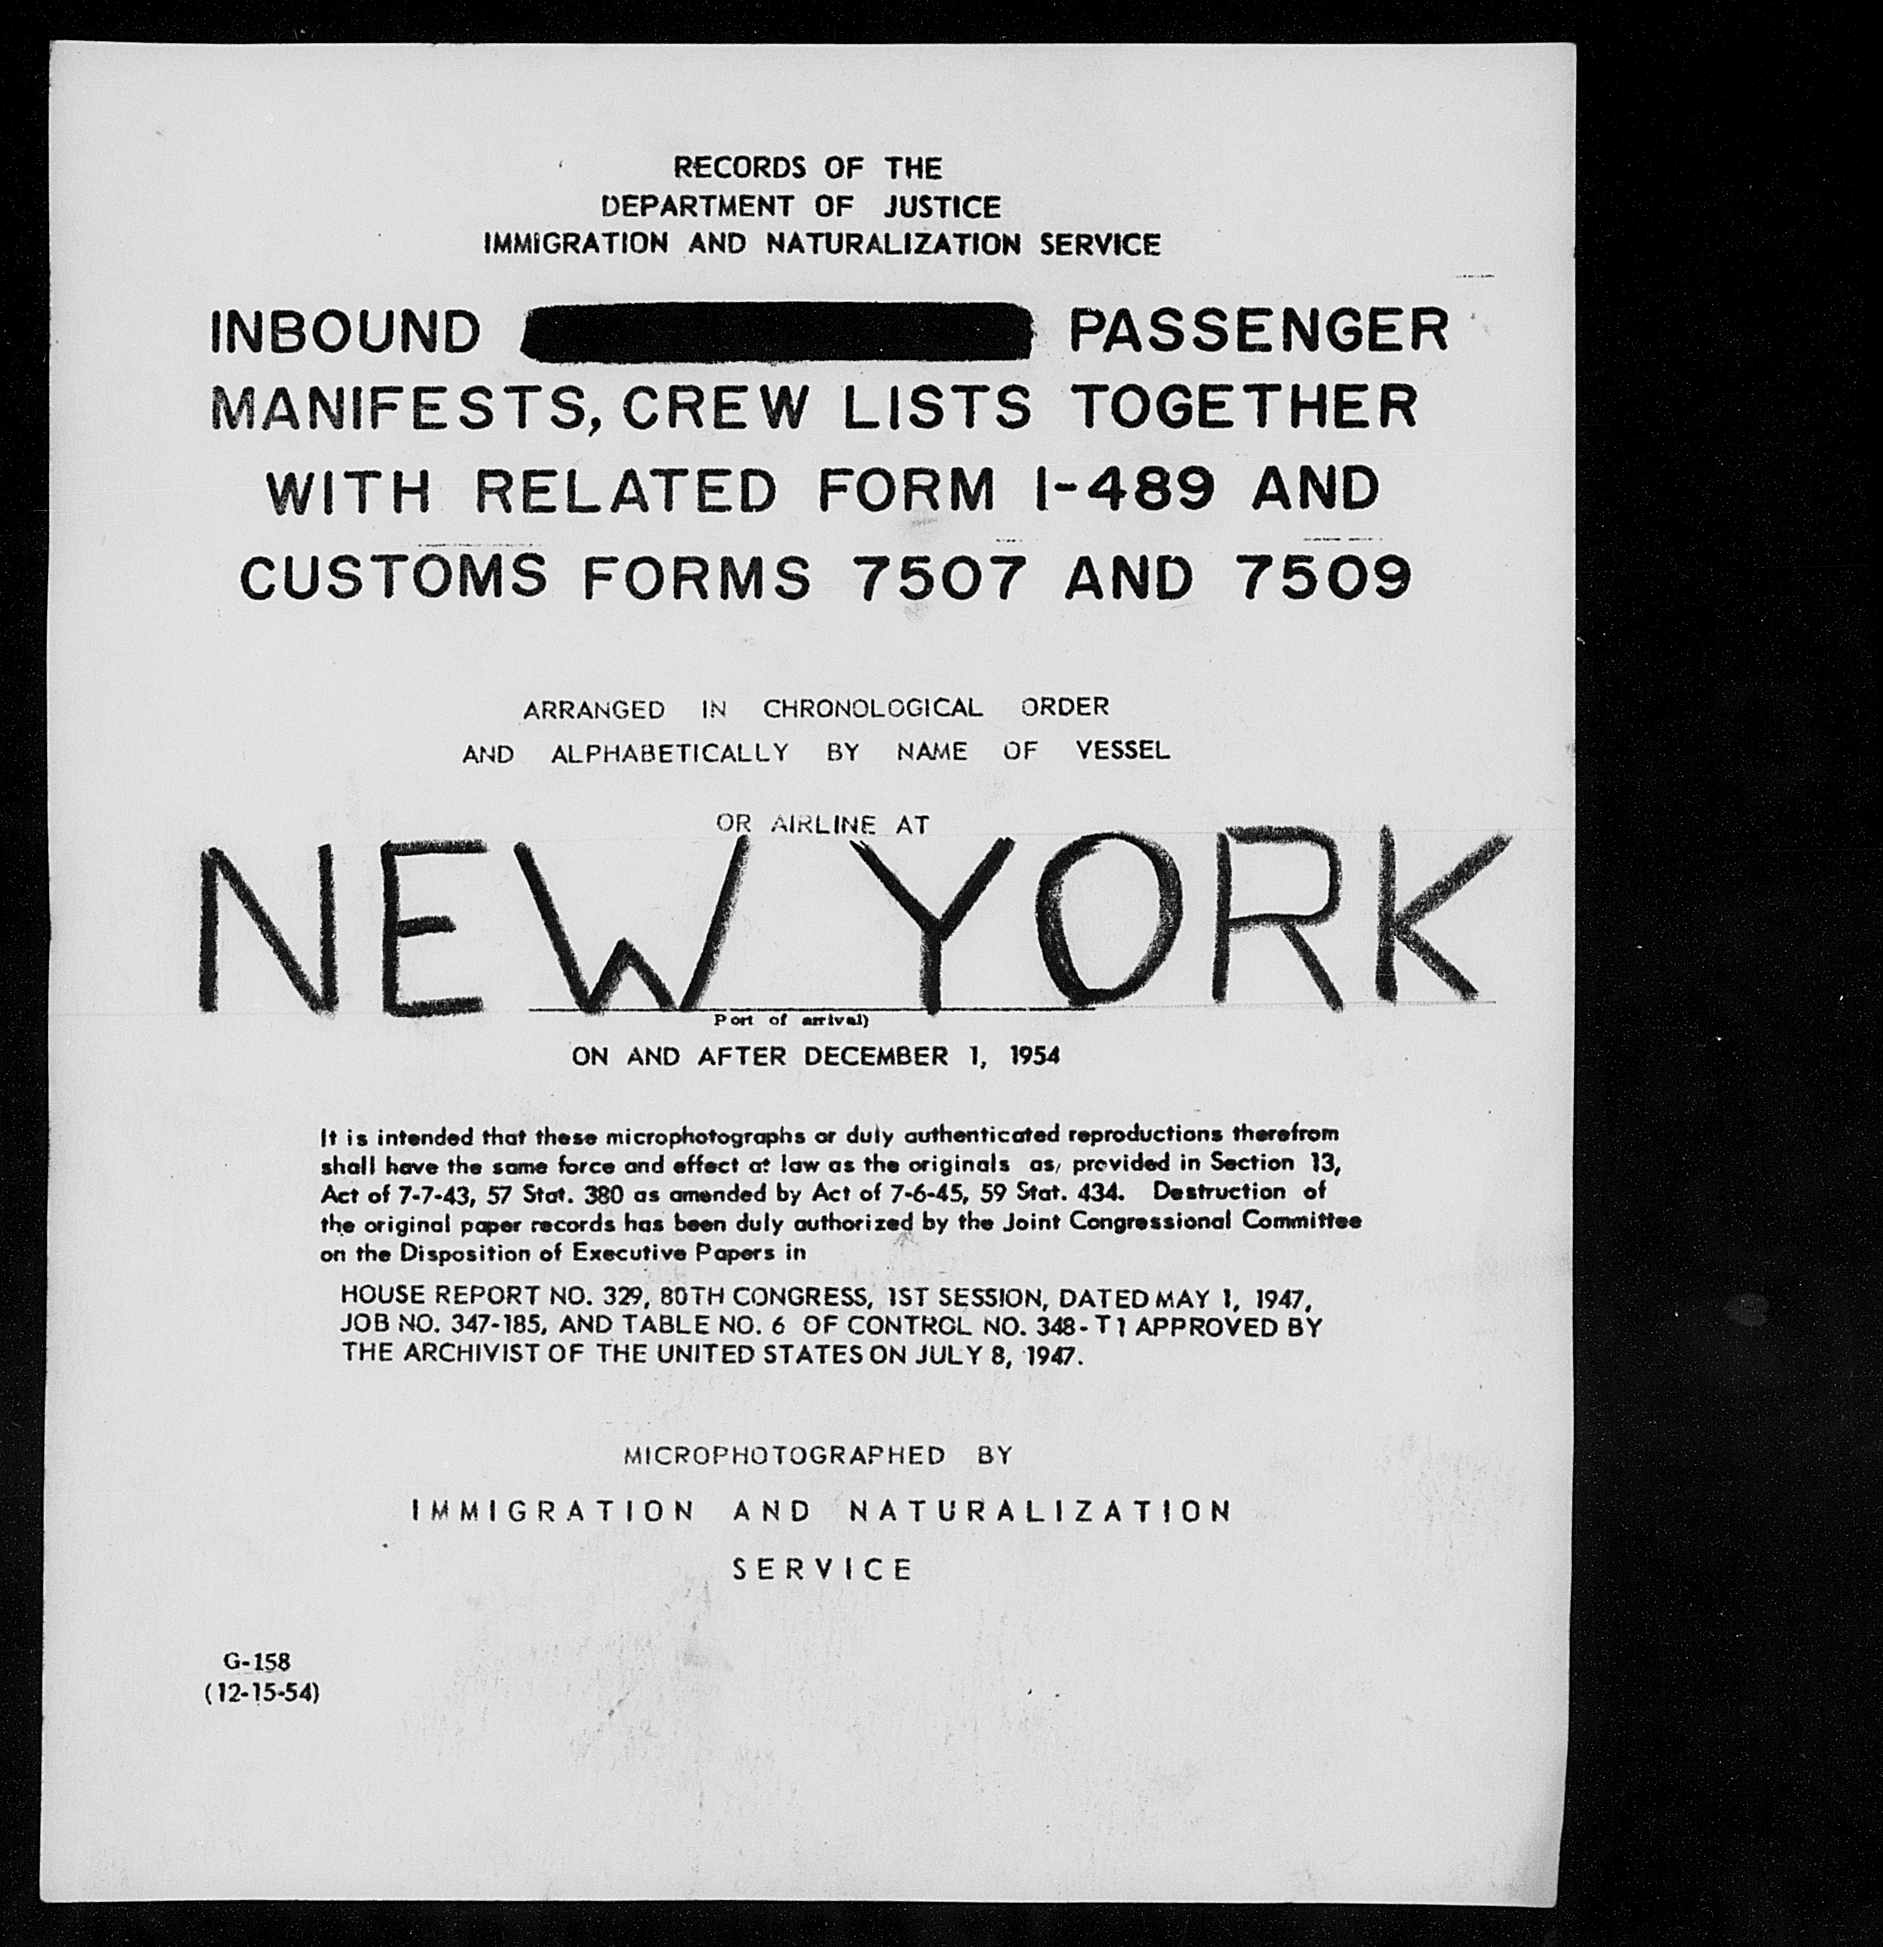 RECORDS OF THE
DEPARTMENT OF JUSTICE
IMMIGRATION AND NATURALIZATION SERVICE
INBOUND PASSENGER
MANIFESTS, CREW LISTS TOGETHER
WITH RELATED FORM I-489 AND
CUSTOMS FORMS 7507 AND 7509
ARRANGED IN CHRONOLOGICAL ORDER
AND ALPHABETICALLY BY NAME OF VESSEL
OR AIRLINE AT
NEW YORK
Port of arrival)
ON AND AFTER DECEMBER 1, 1954
It is intended that these microphotographs or duly authenticated reproductions therefrom
shall have the same force and effect at law as the originals as, provided in Section 13,
Act of 7-7-43, 57 Stat. 380 as amended by Act of 7-6-45, 59 Stat. 434. Destruction of
the original paper records has been duly authorized by the Joint Congressional Committee
on the Disposition of Executive Papers in
HOUSE REPORT NO. 329, 80TH CONGRESS, 1ST SESSION, DATED MAY 1, 1947,
JOB NO. 347-185, AND TABLE NO. 6 OF CONTROL NO. 348-T1 APPROVED BY
THE ARCHIVIST OF THE UNITED STATES ON JULY 8, 1947.
MICROPHOTOGRAPHED BY
IMMIGRATION AND NATURALIZATION
SERVICE
G-158
(12-15-54)